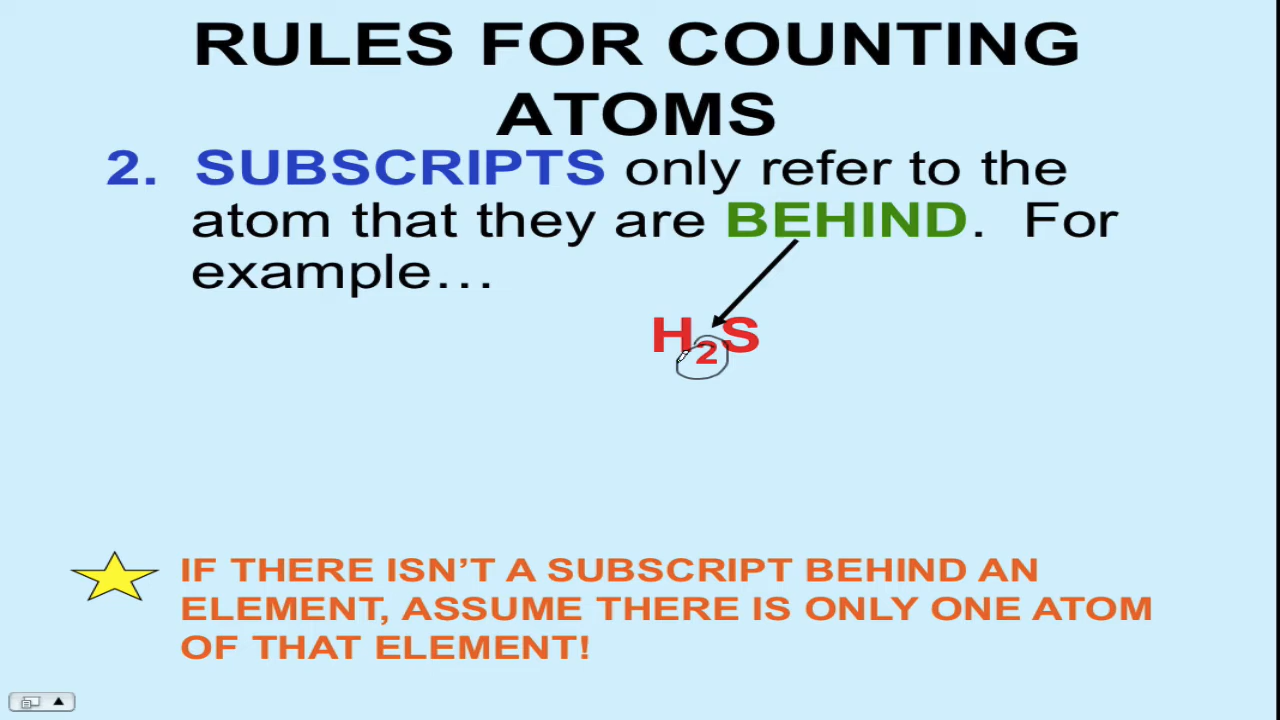 RULES FOR COUNTING
ATOMS
2. SUBSCRIPTS only refer to the
atom that they are BEHIND. For
example…
H₂S
IF THERE ISN’T A SUBSCRIPT BEHIND AN
ELEMENT, ASSUME THERE IS ONLY ONE ATOM
OF THAT ELEMENT!